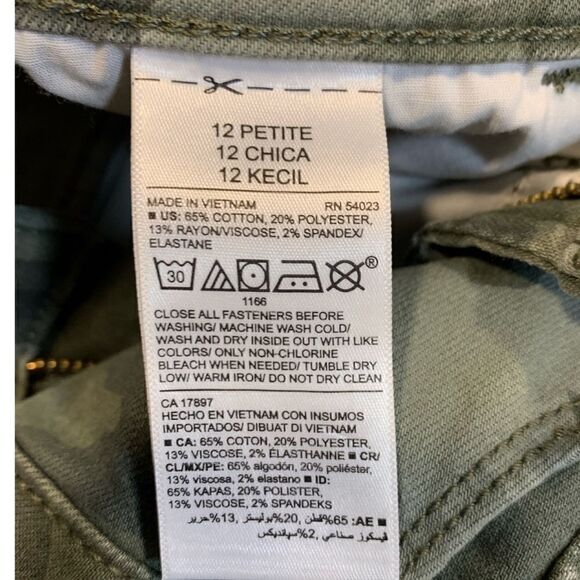 12 PETITE
12 CHICA
12 KECIL
MADE IN VIETNAM RN 54023
■ US: 65% COTTON, 20% POLYESTER,
13% RAYON/VISCOSE, 2% SPANDEX/
ELASTANE
30 ®
1166
CLOSE ALL FASTENERS BEFORE
WASHING/ MACHINE WASH COLD/
WASH AND DRY INSIDE OUT WITH LIKE
COLORS/ ONLY NON-CHLORINE
BLEACH WHEN NEEDED/ TUMBLE DRY
LOW/ WARM IRON/ DO NOT DRY CLEAN
CA 17897
HECHO EN VIETNAM CON INSUMOS
IMPORTADOS/ DIBUAT DI VIETNAM
■ CA: 65% COTTON, 20% POLYESTER,
13% VISCOSE, 2% ÉLASTHANNE ■ CR/
CL/MX/PE: 65% algodón, 20% poliéster,
13% viscosa, 2% elastano ■ ID:
65% KAPAS, 20% POLISTER,
13% VISCOSE, 2% SPANDEKS
■ AE: 65%قطن, 20%بوليستر, 13%حرير
فيسكوز صناعي, 2%سپانديكس